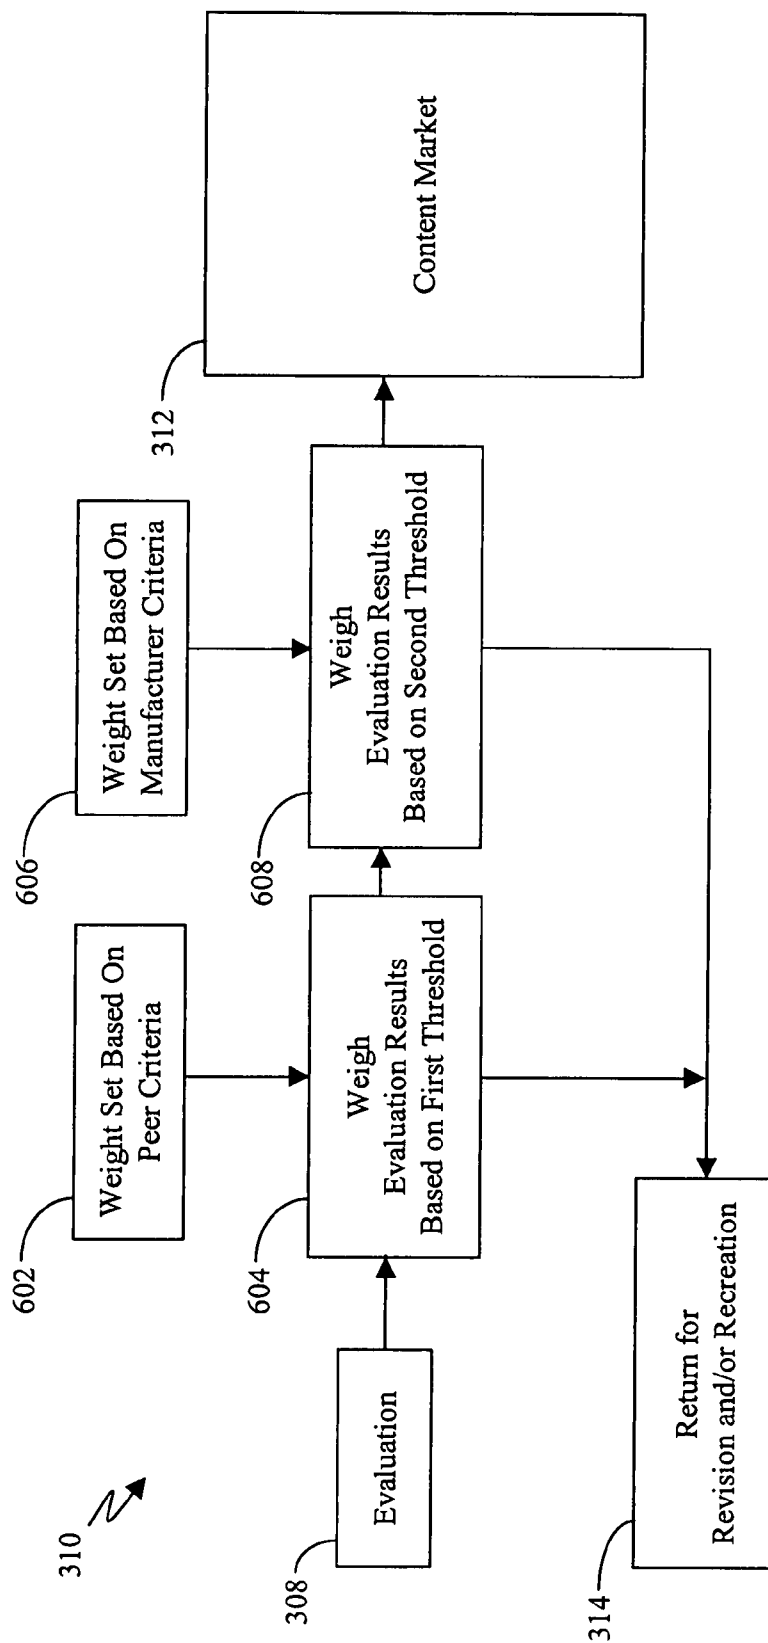 310
602
Weight Set Based On
Peer Criteria
606
Weight Set Based On
Manufacturer Criteria
312
Content Market
308
Evaluation
604
Weigh
Evaluation Results
Based on First Threshold
608
Weigh
Evaluation Results
Based on Second Threshold
314
Return for
Revision and/or Recreation